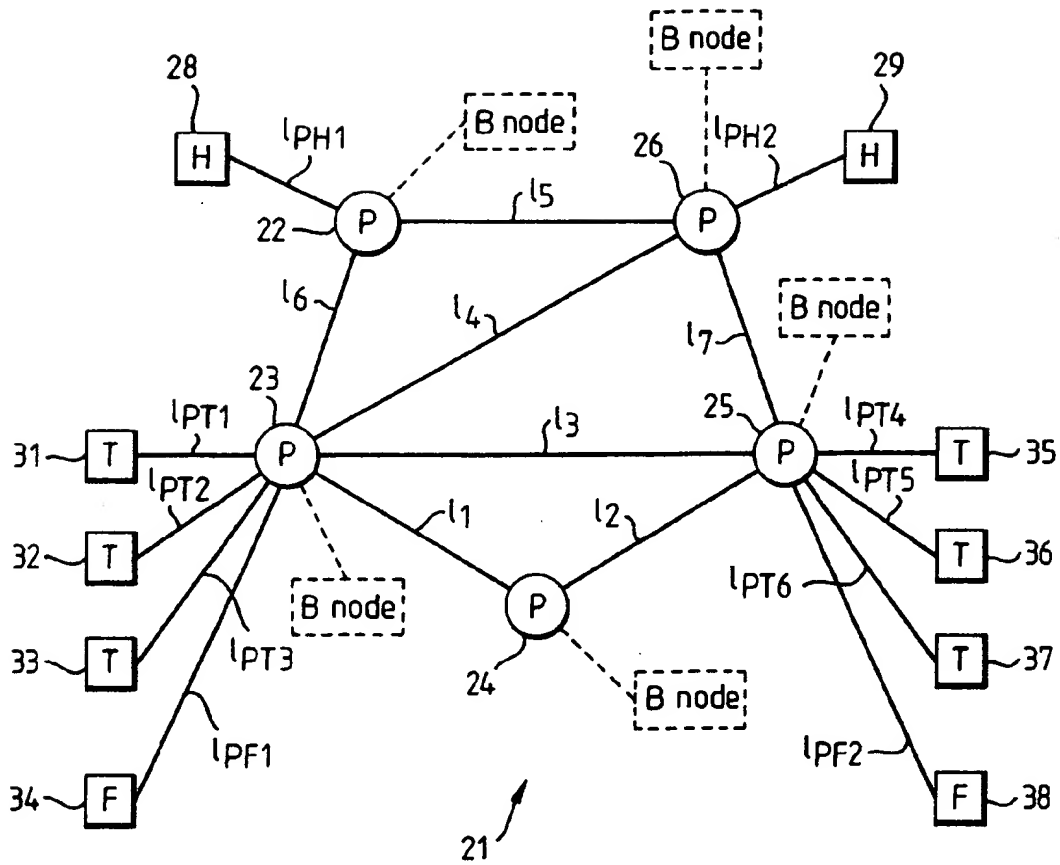 B node
28
29
B node
lPH1
26
lPH2
H
H
P
P
22
l5
B node
l6
l4
l7
23
25
lPT1
l3
lPT4
31
T
P
P
T
35
lPT2
lPT5
l1
l2
32
T
T
36
B node
P
lPT6
33
T
lPT3
24
B node
T
37
lPF1
lPF2
34
F
F
38
21